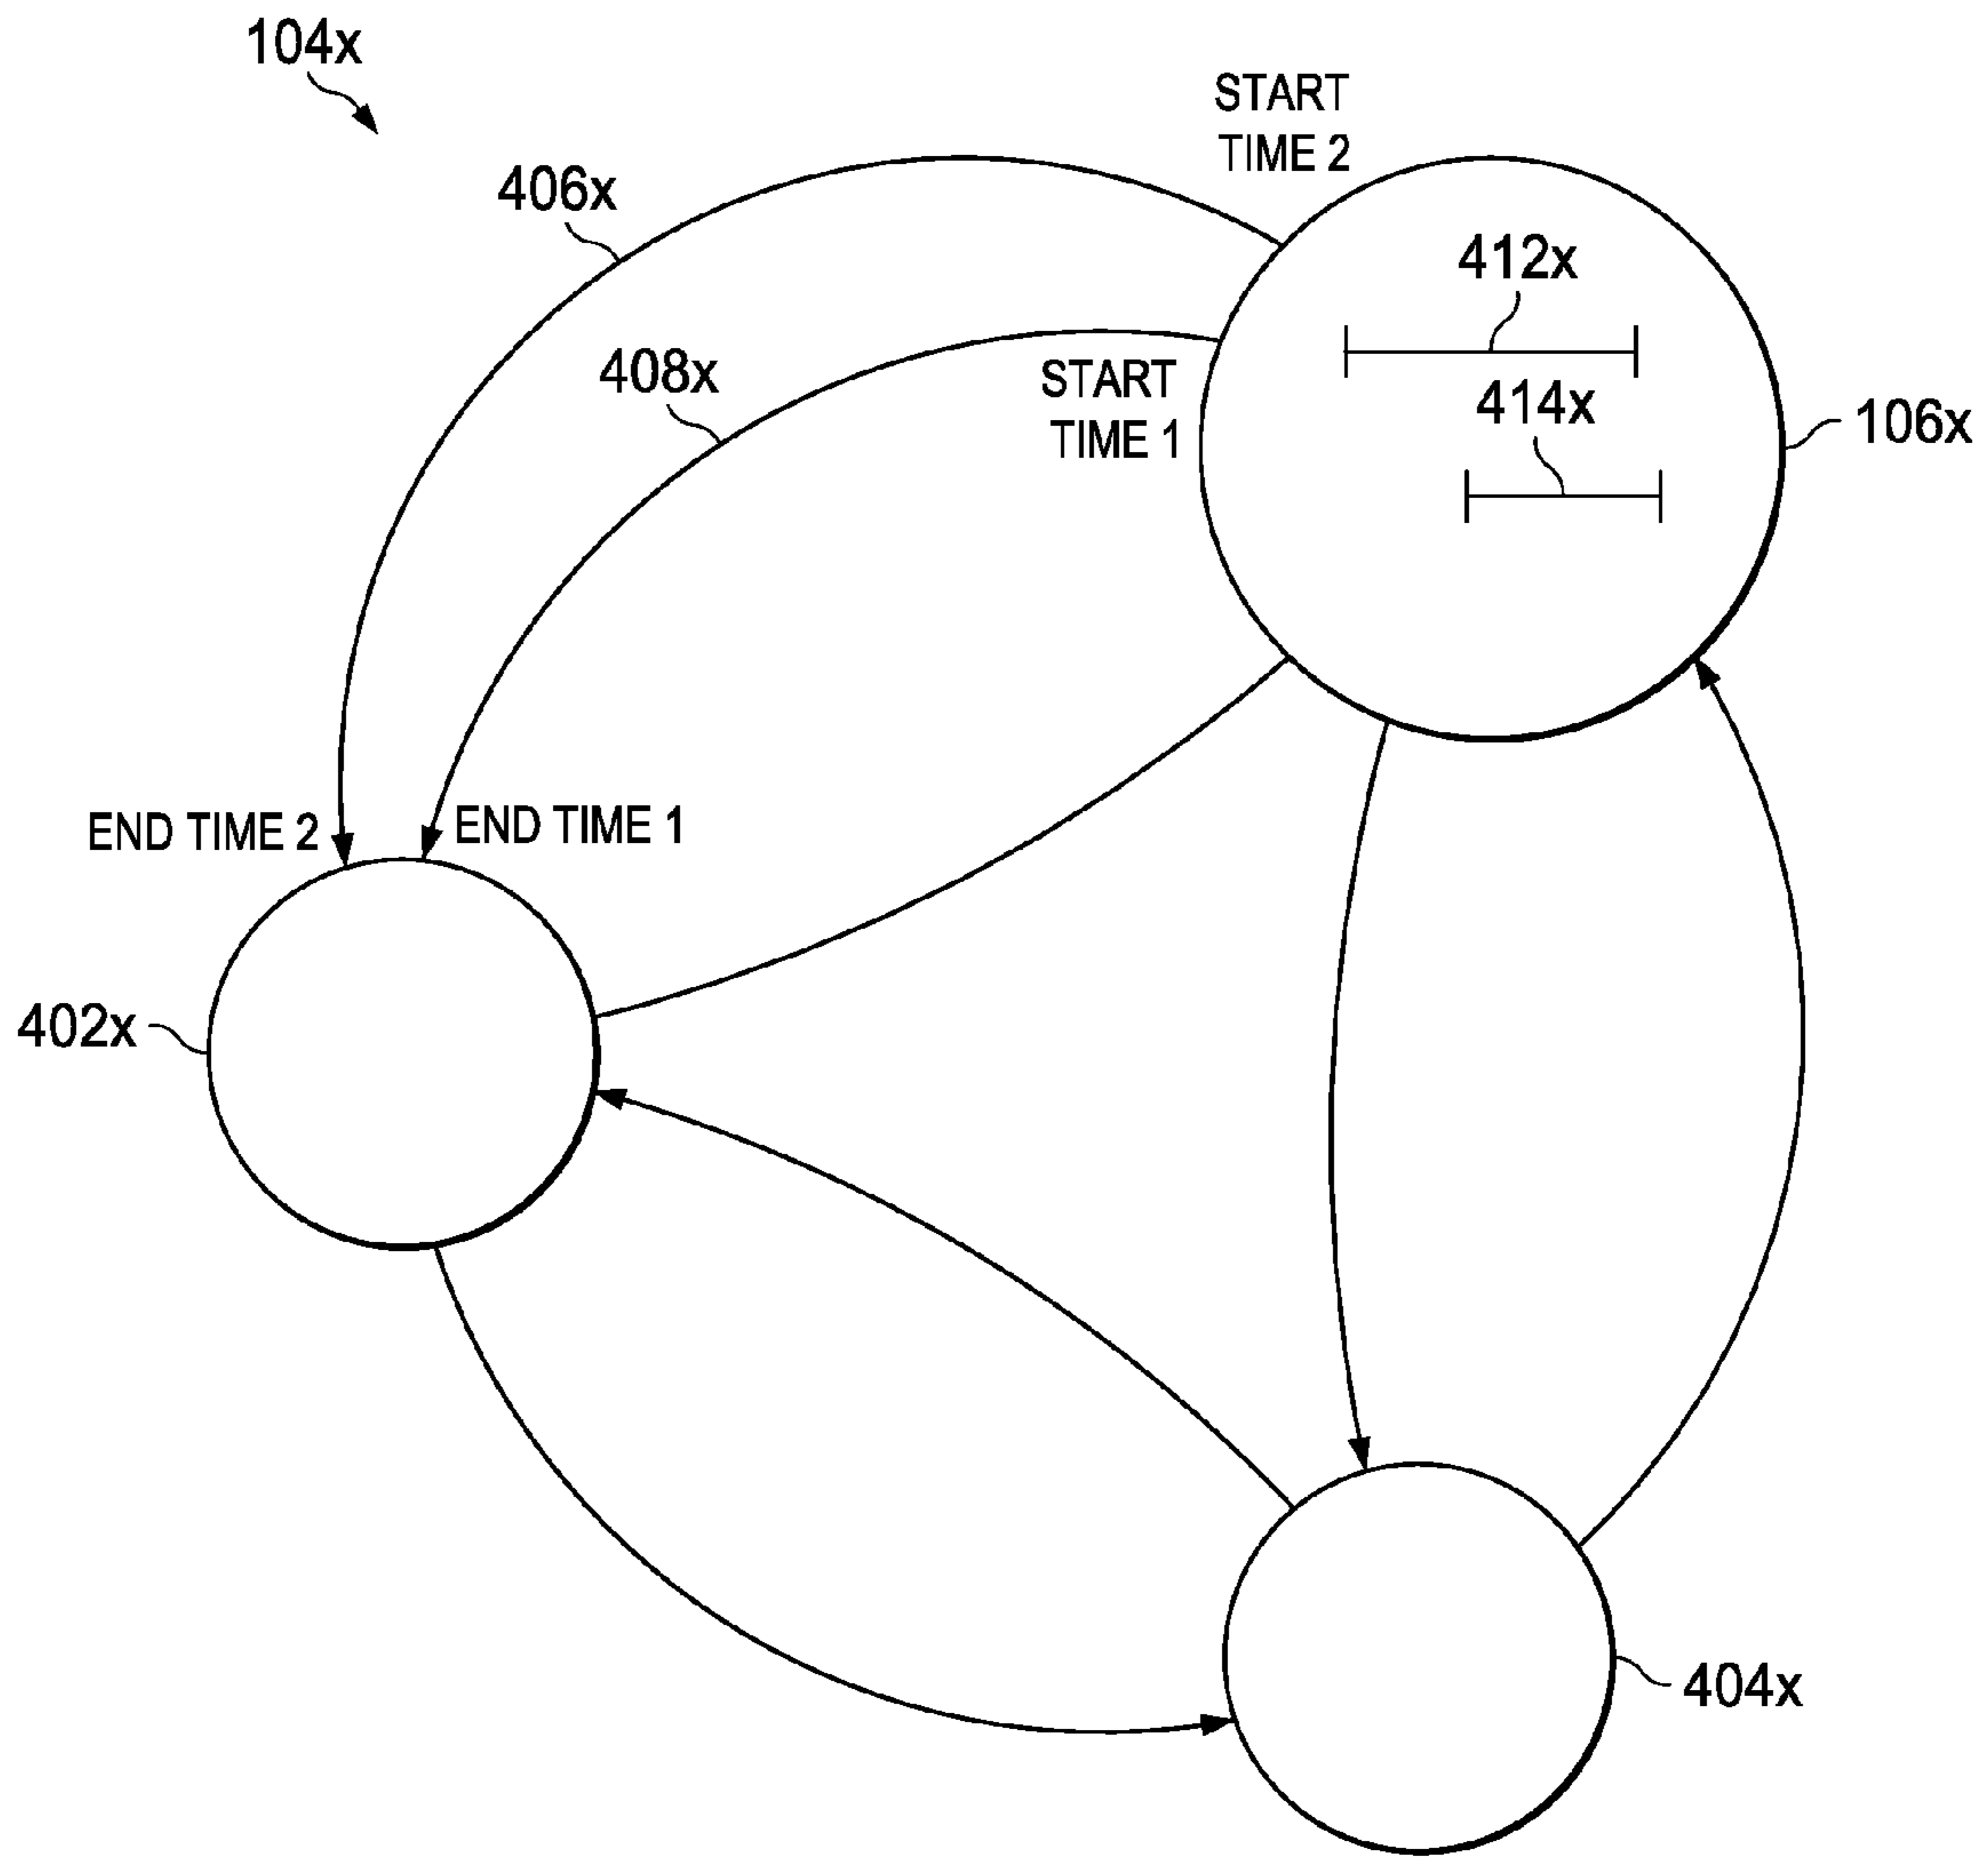 104x
START
TIME 2
406x
412x
408x
START
TIME 1
414x
106x
END TIME 2
END TIME 1
402x
404x